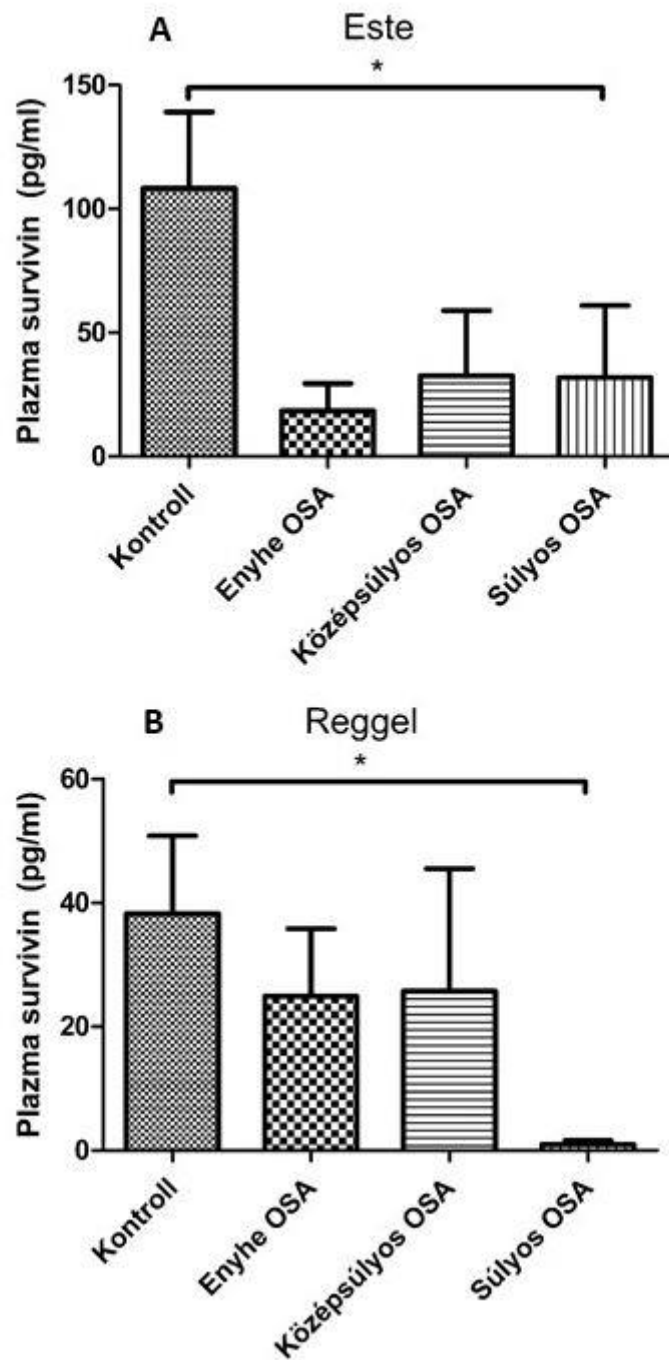 A
Este
*
Plazma survivin (pg/ml)
150
100
50
0
Kontroll
Enyhe OSA
Középsúlyos OSA
Súlyos OSA
B
Reggel
*
Plazma survivin (pg/ml)
60
40
20
0
Kontroll
Enyhe OSA
Középsúlyos OSA
Súlyos OSA